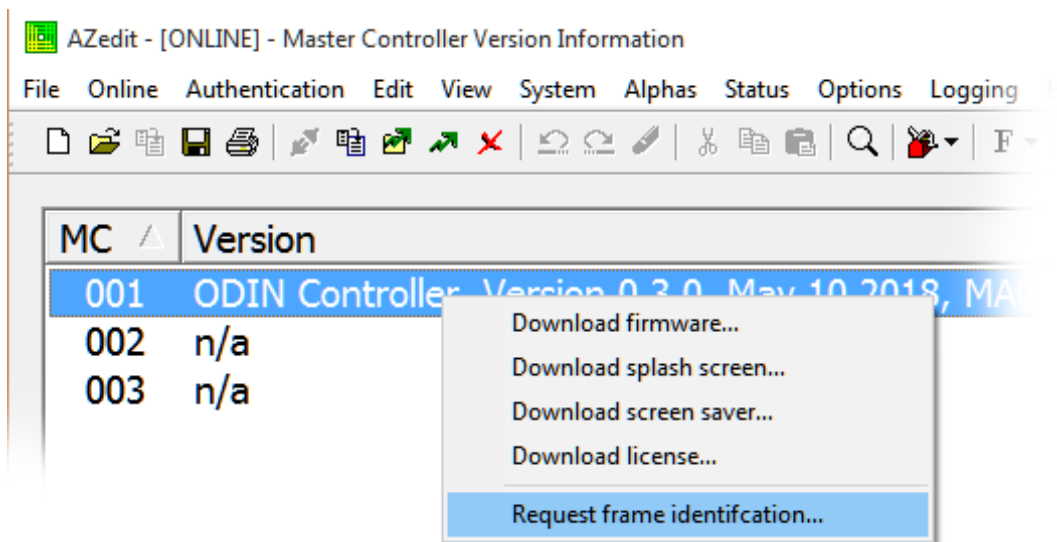 AZedit - [ONLINE] - Master Controller Version Information
File Online Authentication Edit View System Alphas Status Options Logging
F
MC Version
001 ODIN Controller, Version 0.3.0, May 10 2018, MAC
002 n/a
003 n/a
Download firmware...
Download splash screen...
Download screen saver...
Download license...
Request frame identifcation...